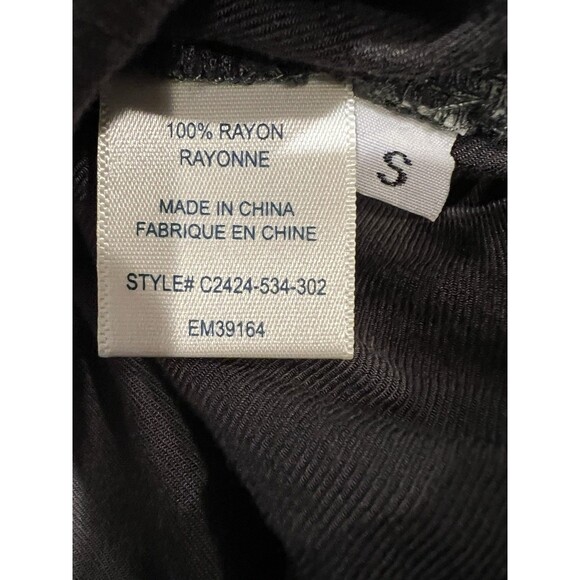 100% RAYON
RAYONNE
MADE IN CHINA
FABRIQUE EN CHINE
STYLE# C2424-534-302
EM39164
S